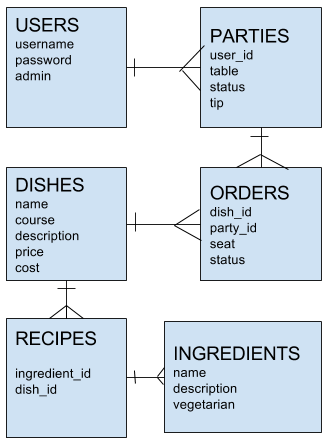 USERS
username
password
admin
PARTIES
user_id
table
status
tip
DISHES
name
course
description
price
cost
ORDERS
dish_id
party_id
seat
status
RECIPES
ingredient_id
dish_id
INGREDIENTS
name
description
vegetarian